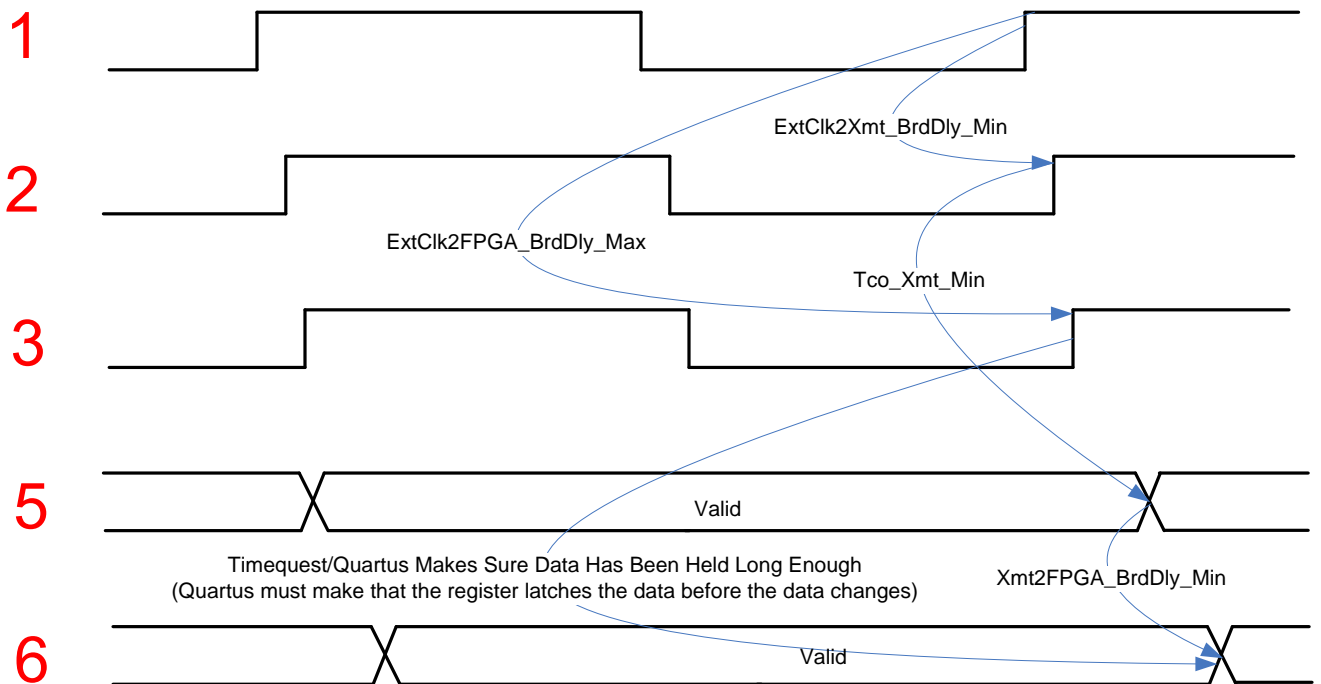 1
ExtClk2Xmt_BrdDly_Min
2
ExtClk2FPGA_BrdDly_Max
Tco_Xmt_Min
3
5
Valid
Timequest/Quartus Makes Sure Data Has Been Held Long Enough
(Quartus must make that the register latches the data before the data changes)
Xmt2FPGA_BrdDly_Min
6
Valid